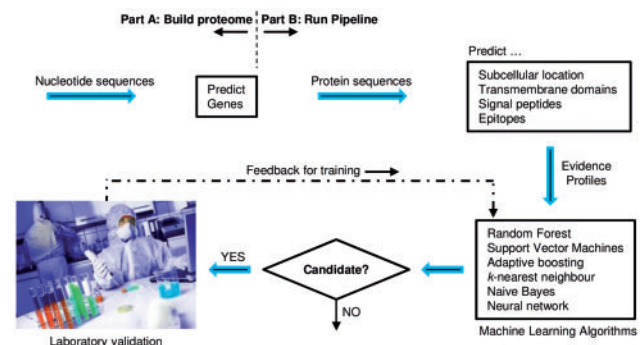 Part A: Build proteome Part B: Run Pipeline
Nucleotide sequences
Predict
Genes
Protein sequences
Predict ...
Subcellular location
Transmembrane domains
Signal peptides
Epitopes
Evidence
Profiles
Feedback for training
Random Forest
Support Vector Machines
Adaptive boosting
k-nearest neighbour
Naive Bayes
Neural network
Machine Learning Algorithms
Candidate?
YES
NO
Laboratory validation